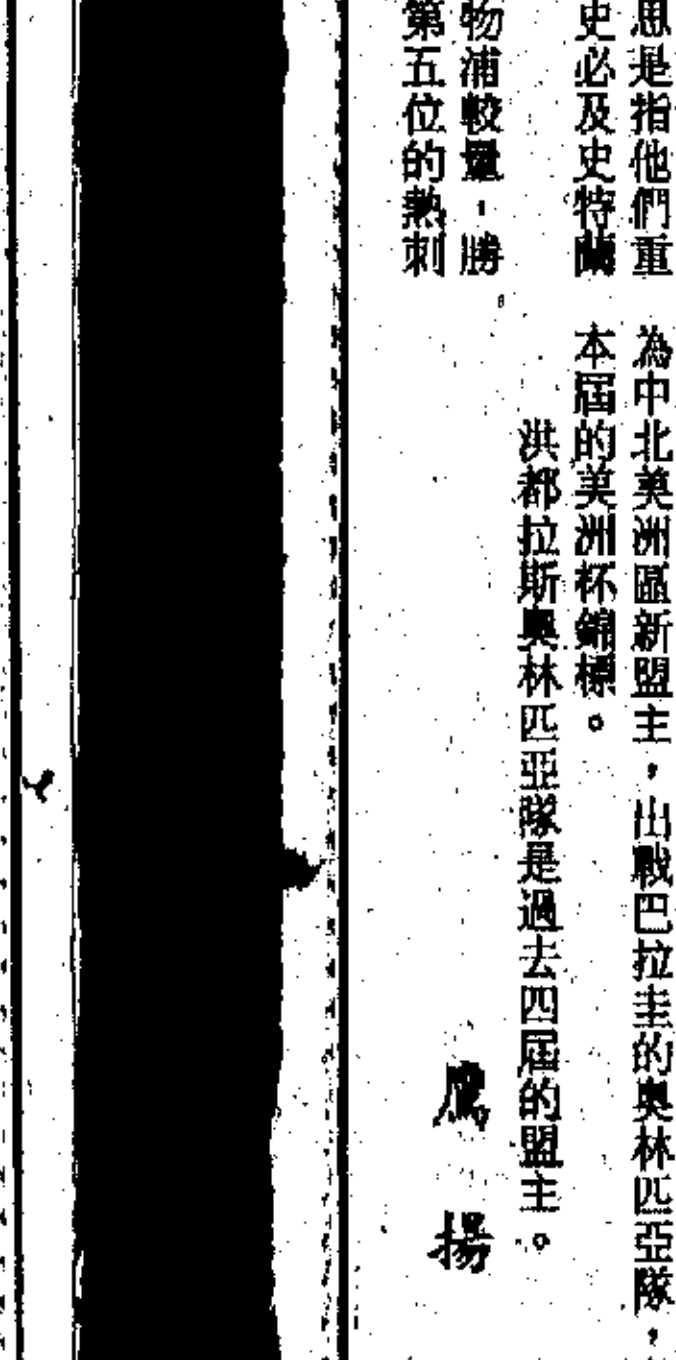 思是指他們重
史必及史特蘭
物浦較量，勝
第五位的熱刺
為中北美洲區新盟主，出戰巴拉圭的奧林匹亞隊，
本屆的美洲杯錦標。
洪都拉斯奧林匹亞隊是過去四屆的盟主。
鷹揚